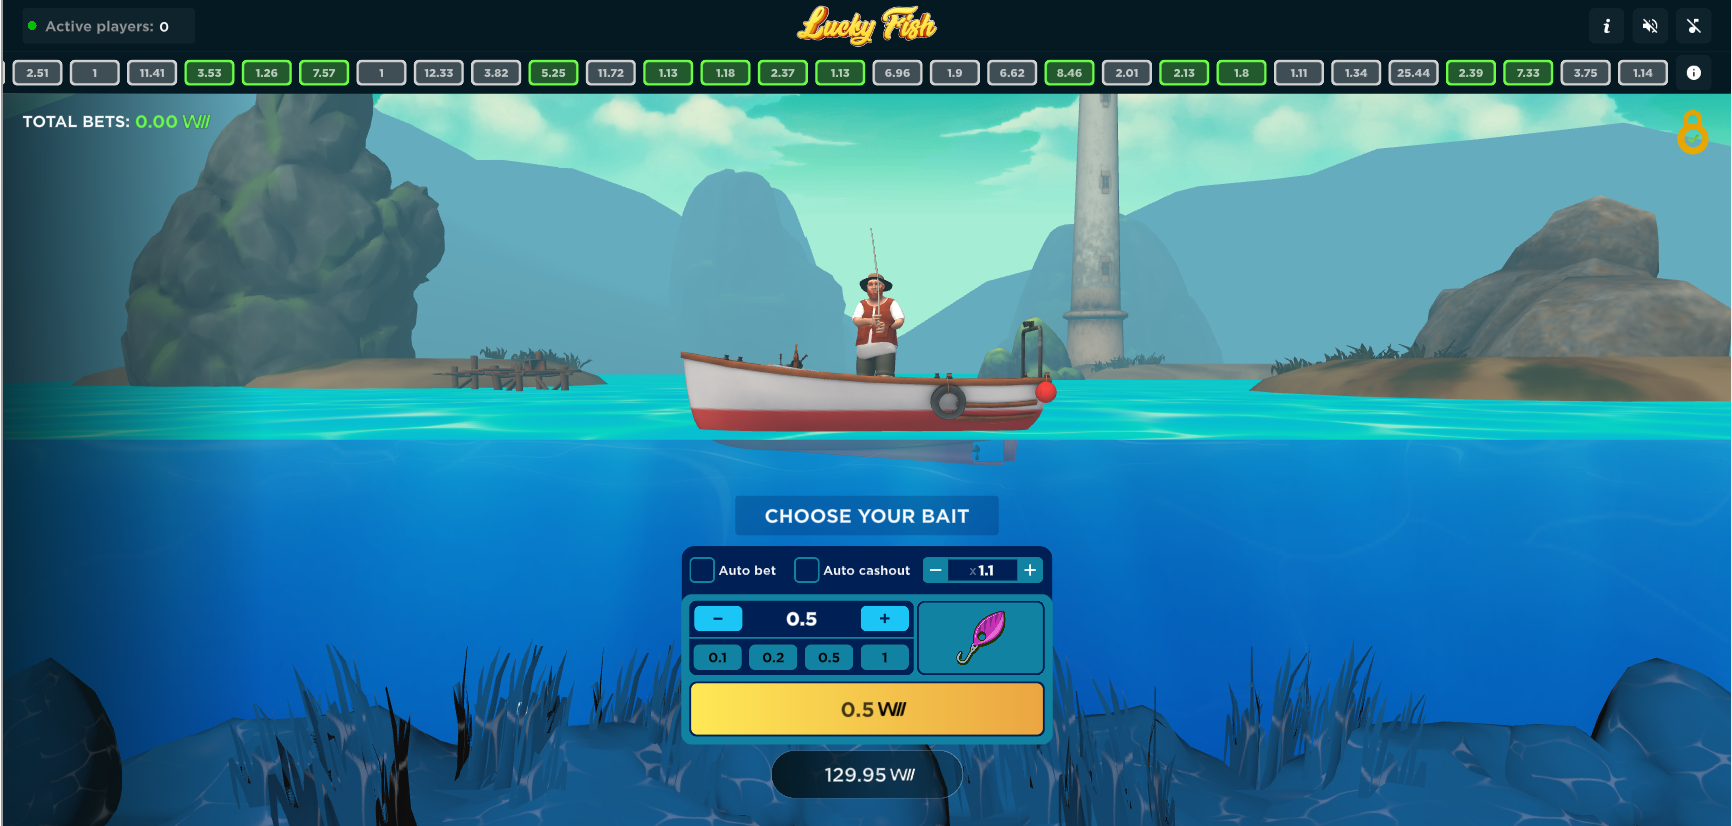 Active players: 0
Lucky Fish
i
2.51 1 11.41 3.53 1.26 7.57 1 12.33 3.82 5.25 11.72 1.13 1.18 2.37 1.13 6.96 1.9 6.62 8.46 2.01 2.13 1.8 1.11 1.34 25.44 2.39 7.33 3.75 1.14
TOTAL BETS: 0.00
CHOOSE YOUR BAIT
Auto bet Auto cashout − x1.1 +
− 0.5 +
0.1 0.2 0.5 1
0.5
129.95